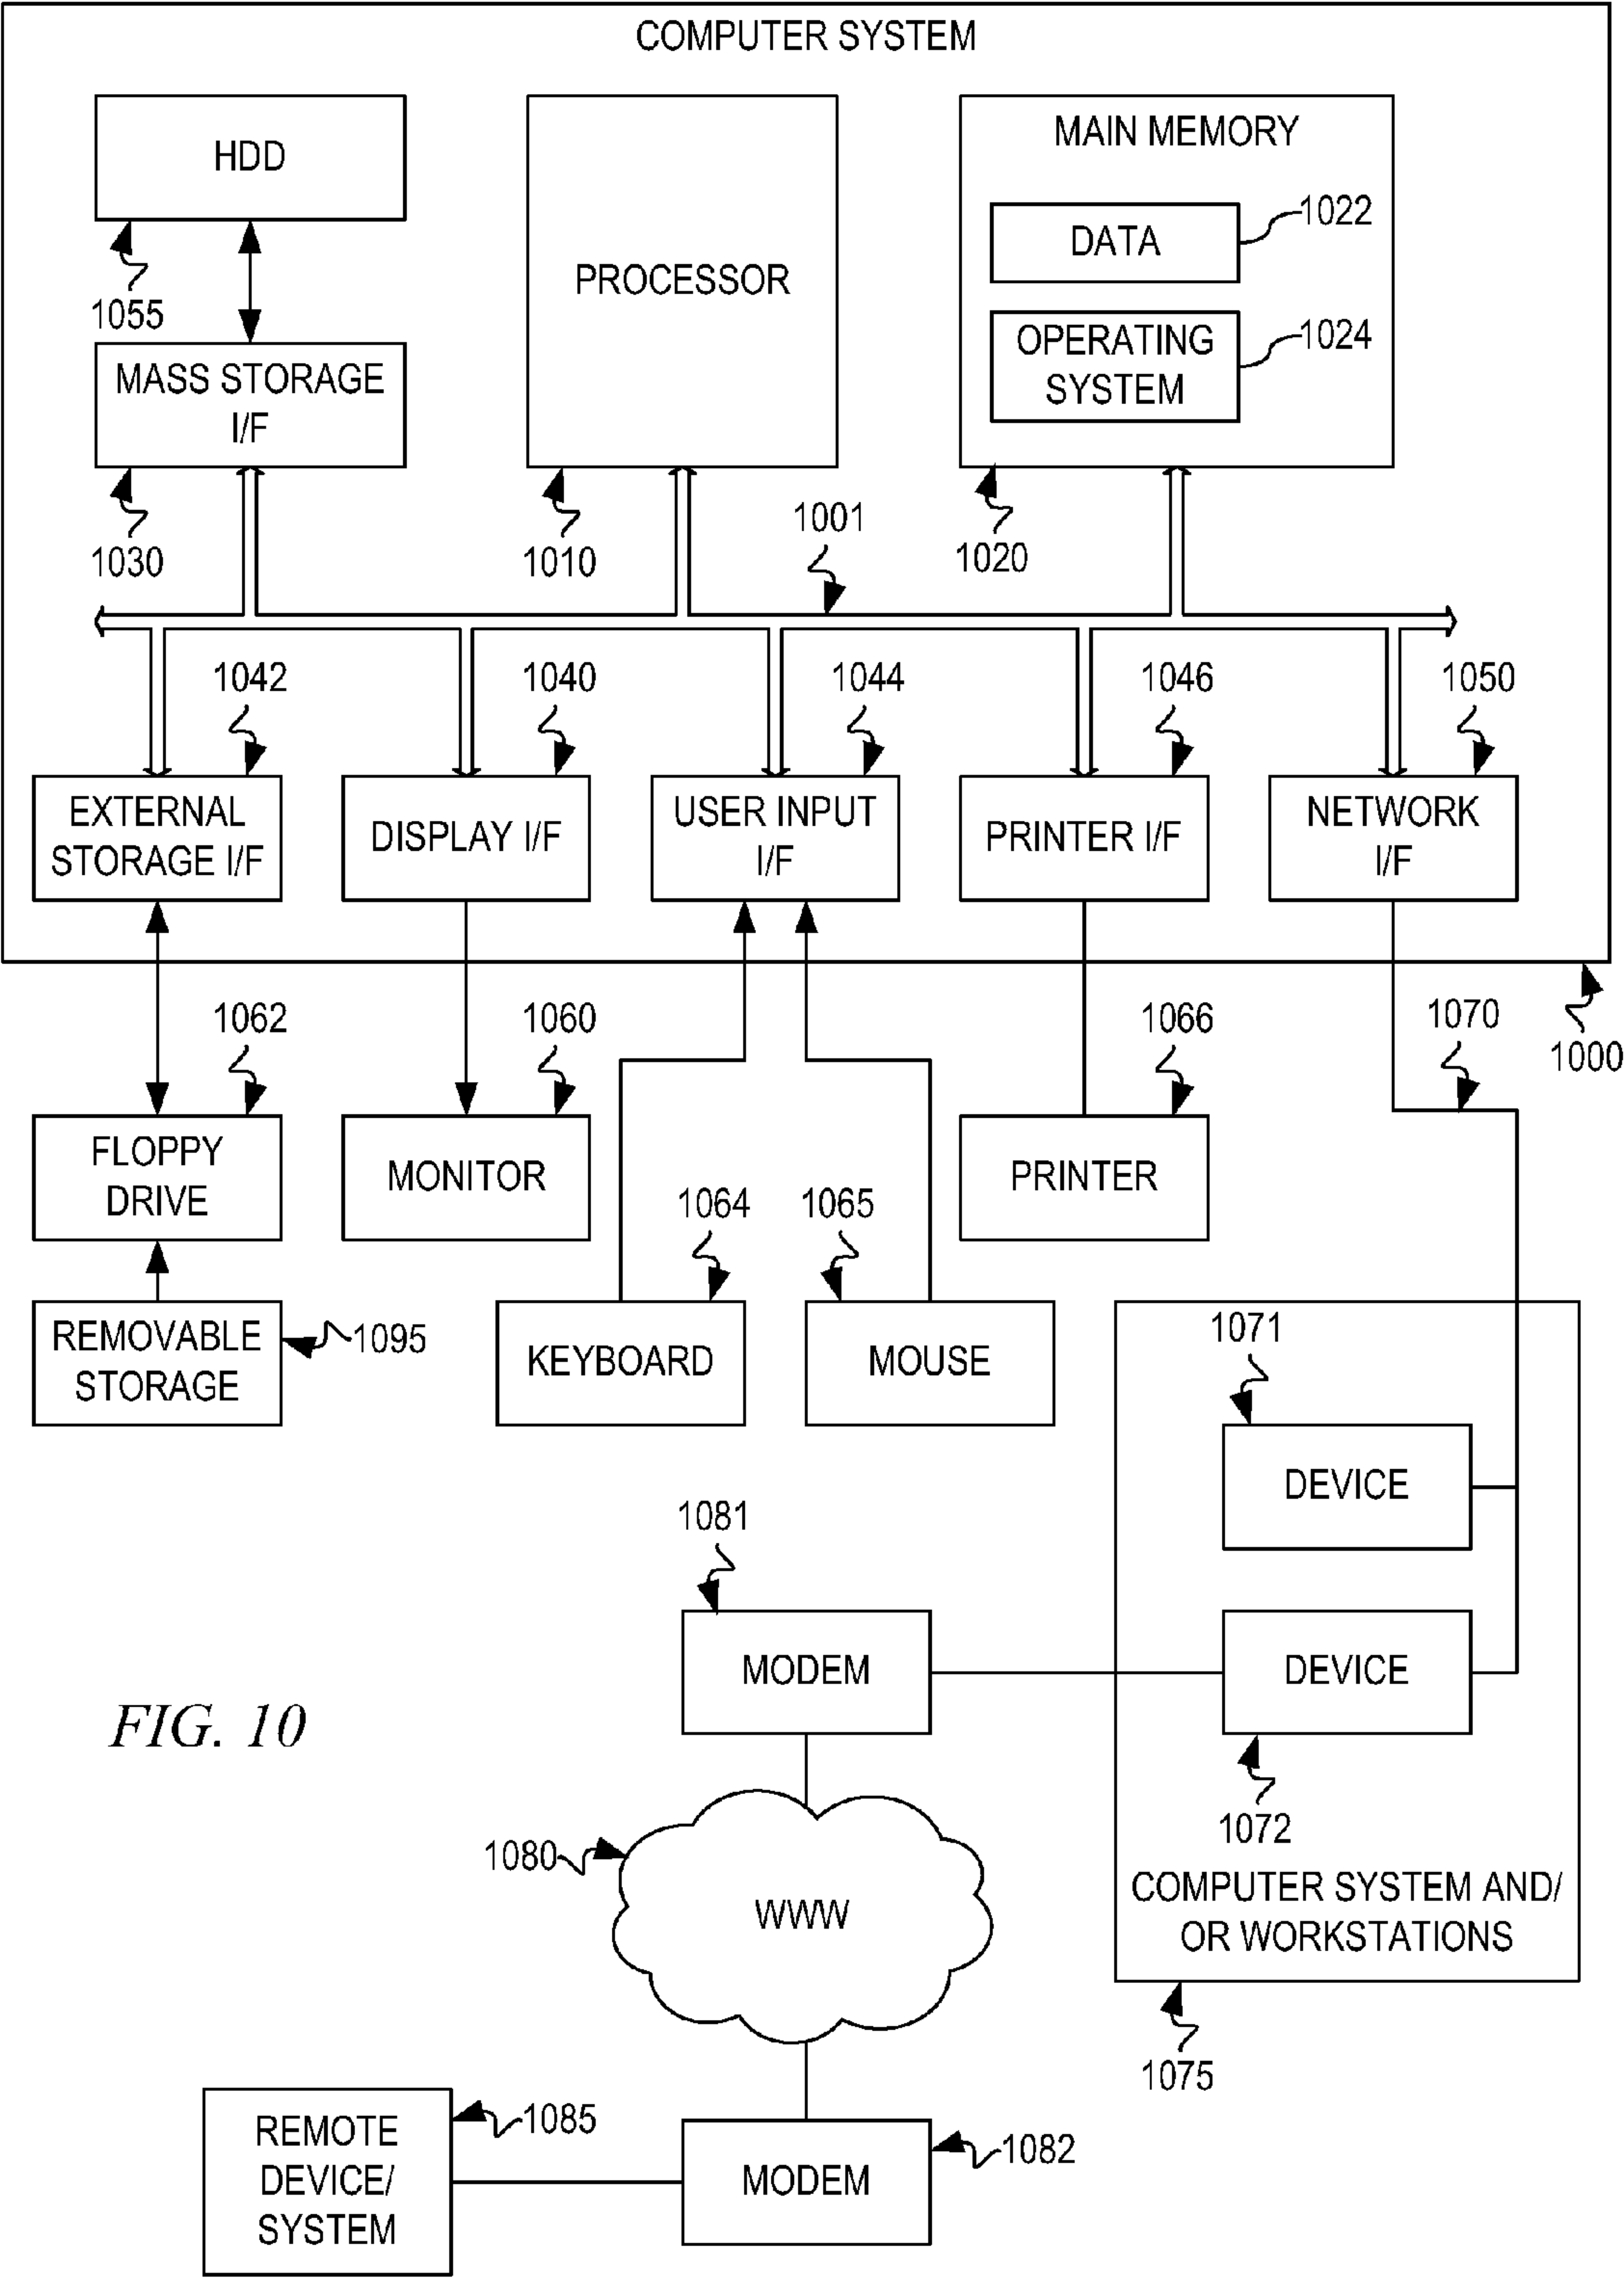 COMPUTER SYSTEM
HDD
PROCESSOR
MAIN MEMORY
DATA
1022
OPERATING
SYSTEM
1024
1055
MASS STORAGE
I/F
1030
1010
1001
1020
1042
1040
1044
1046
1050
EXTERNAL
STORAGE I/F
DISPLAY I/F
USER INPUT
I/F
PRINTER I/F
NETWORK
I/F
1062
1060
1066
1070
1000
FLOPPY
DRIVE
MONITOR
1064
1065
PRINTER
REMOVABLE
STORAGE
1095
KEYBOARD
MOUSE
1071
DEVICE
1081
MODEM
DEVICE
FIG. 10
1072
1080
WWW
COMPUTER SYSTEM AND/
OR WORKSTATIONS
1075
REMOTE
DEVICE/
SYSTEM
1085
MODEM
1082